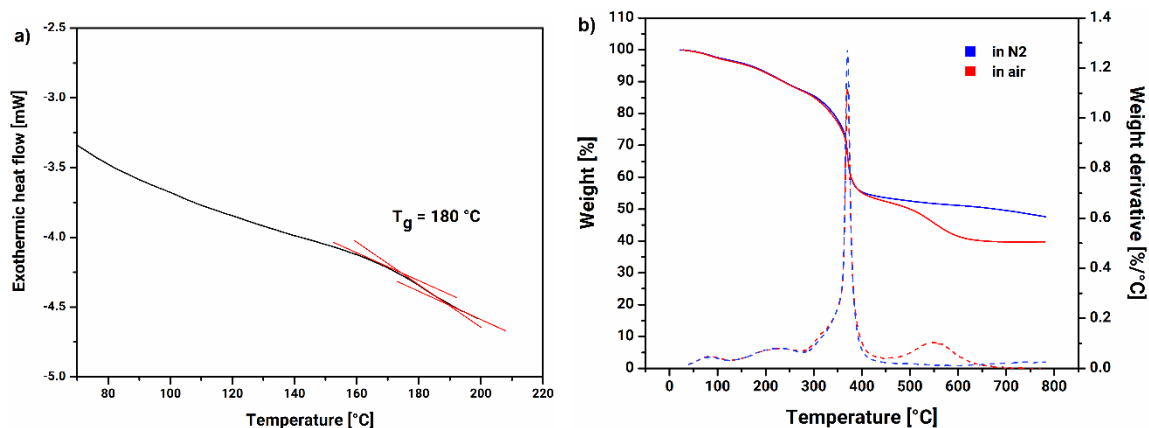 a)
-2.5
-3.0
-3.5
-4.0
-4.5
-5.0
Exothermic heat flow [mW]
Tg = 180 °C
80 100 120 140 160 180 200 220
Temperature [°C]
b)
110
100
90
80
70
60
50
40
30
20
10
0
Weight [%]
in N2
in air
1.4
1.2
1.0
0.8
0.6
0.4
0.2
0.0
Weight derivative [%/°C]
0 100 200 300 400 500 600 700 800
Temperature [°C]